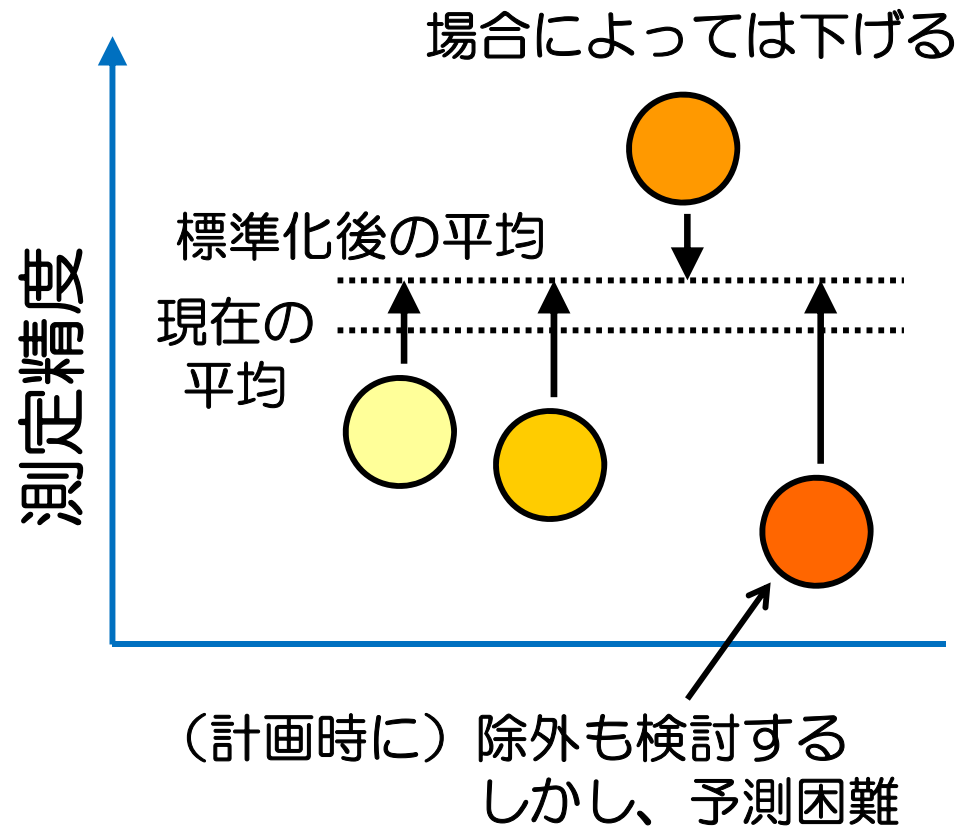 場合によっては下げる
標準化後の平均
現在の
平均
測定精度
（計画時に）除外も検討する
しかし、予測困難